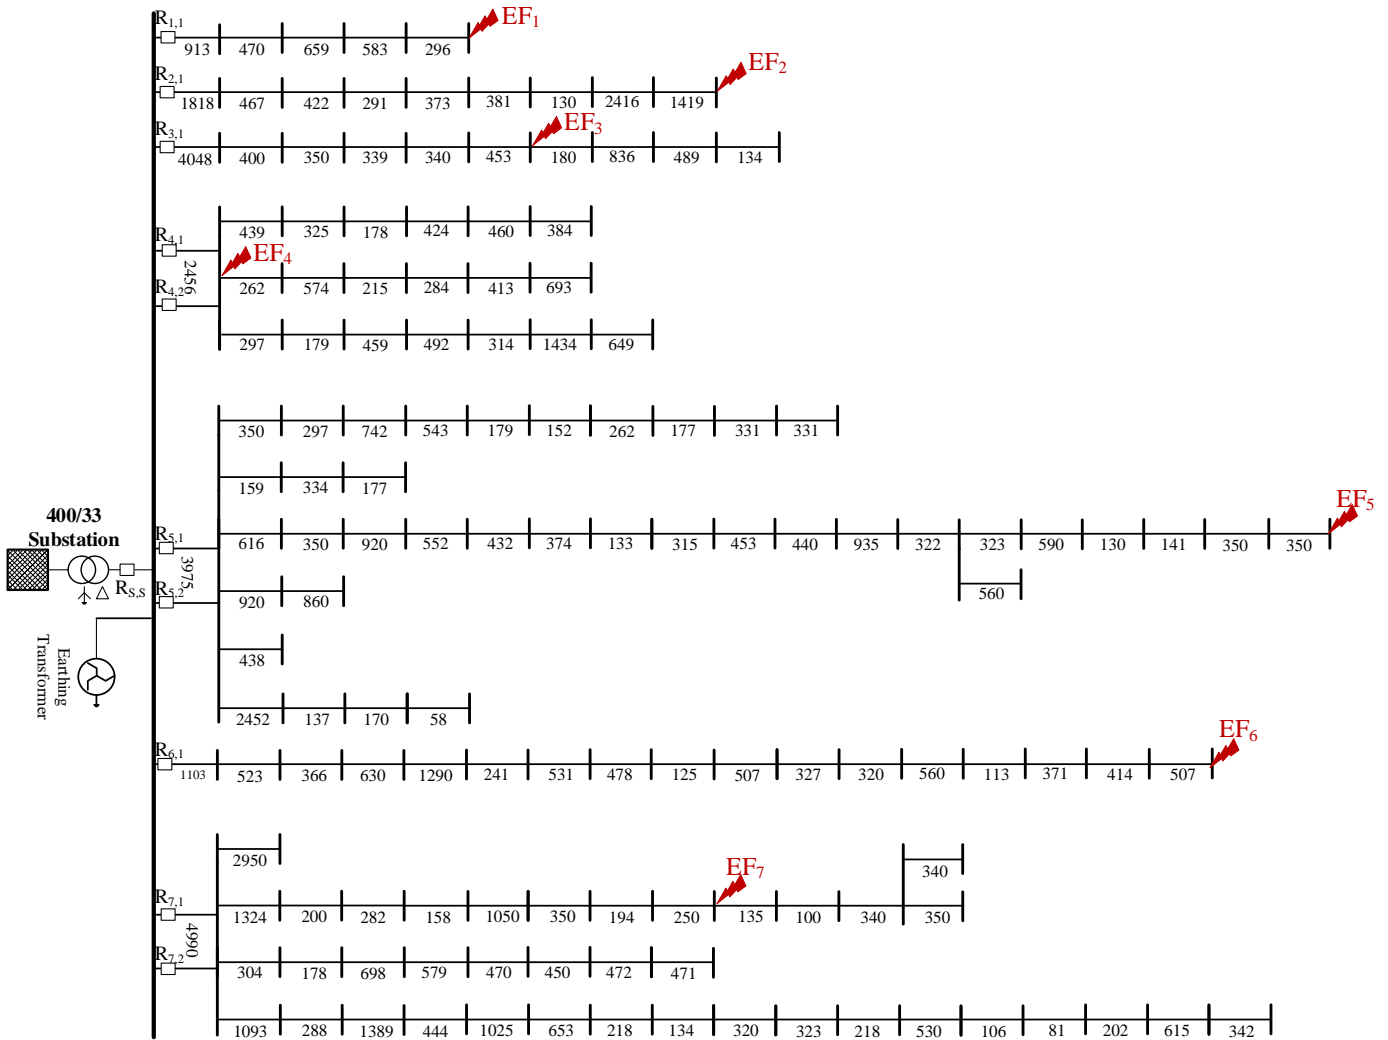 R1,1
EF1
913 470 659 583 296
R2,1
EF2
1818 467 422 291 373 381 130 2416 1419
R3,1
EF3
4048 400 350 339 340 453 180 836 489 134
439 325 178 424 460 384
R4,1
EF4
2456
R4,2
262 574 215 284 413 693
297 179 459 492 314 1434 649
350 297 742 543 179 152 262 177 331 331
159 334 177
EF5
400/33
Substation
R5,1
616 350 920 552 432 374 133 315 453 440 935 322 323 590 130 141 350 350
3975
RS,S
R5,2
920 860
560
Earthing
Transformer
438
2452 137 170 58
EF6
R6,1
1103 523 366 630 1290 241 531 478 125 507 327 320 560 113 371 414 507
2950
EF7
340
R7,1
1324 200 282 158 1050 350 194 250 135 100 340 350
4990
R7,2
304 178 698 579 470 450 472 471
1093 288 1389 444 1025 653 218 134 320 323 218 530 106 81 202 615 342